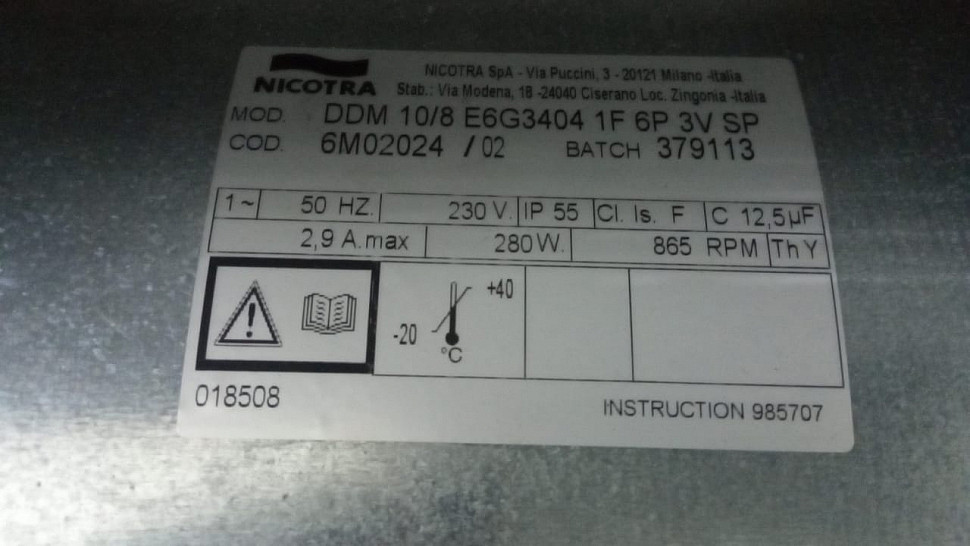 NICOTRA
NICOTRA SpA - Via Puccini, 3 - 20121 Milano -Italia
Stab.: Via Modena, 18 -24040 Ciserano Loc. Zingonia -Italia
MOD. DDM 10/8 E6G3404 1F 6P 3V SP
COD. 6M02024 / 02 BATCH 379113
1~ 50 HZ. 230 V. IP 55 Cl. Is. F C 12,5µF
2,9 A.max 280W. 865 RPM Th Y
+40
-20
°C
018508
INSTRUCTION 985707